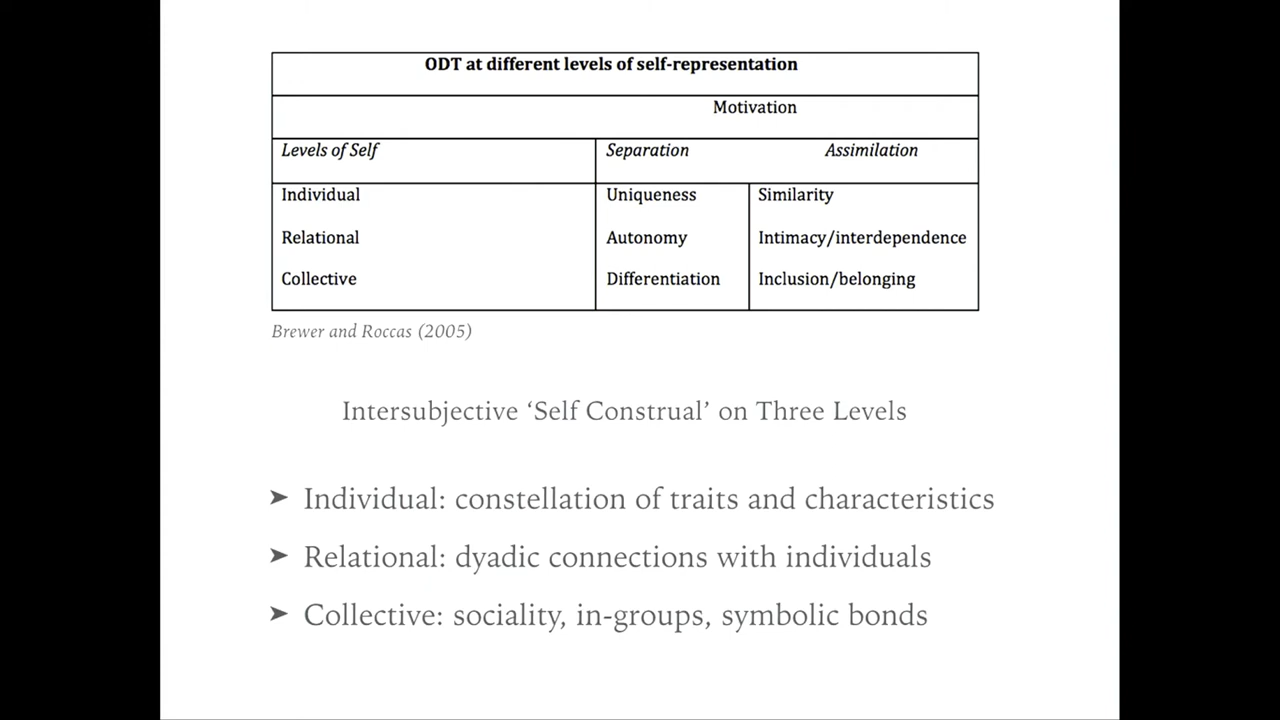 ODT at different levels of self-representation
Motivation
Levels of Self Separation Assimilation
Individual Uniqueness Similarity
Relational Autonomy Intimacy/interdependence
Collective Differentiation Inclusion/belonging
Brewer and Roccas (2005)
Intersubjective ‘Self Construal’ on Three Levels
➤ Individual: constellation of traits and characteristics
➤ Relational: dyadic connections with individuals
➤ Collective: sociality, in-groups, symbolic bonds